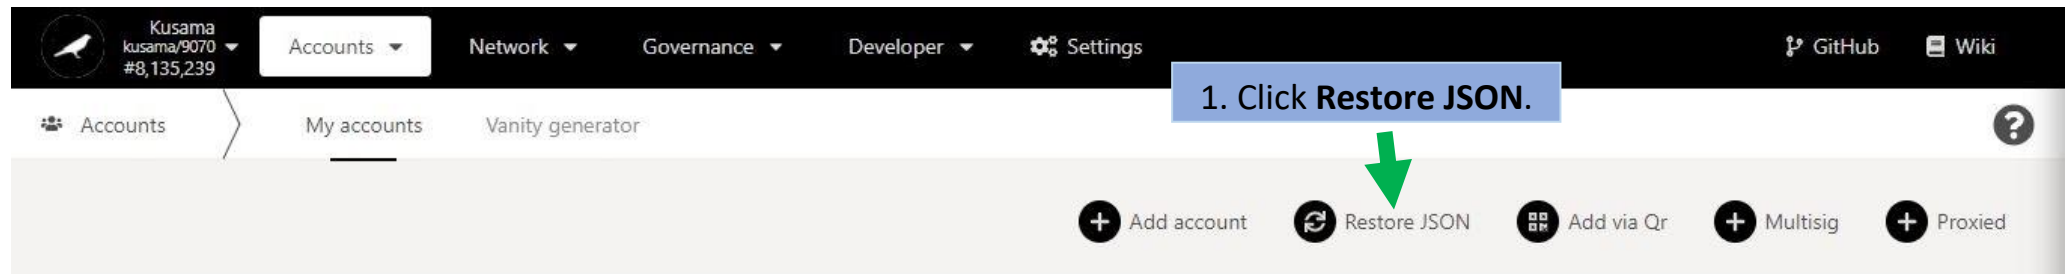 Kusama
kusama/9070
#8,135,239
Accounts
Network
Governance
Developer
Settings
GitHub
Wiki
1. Click Restore JSON.
Accounts
My accounts
Vanity generator
?
Add account
Restore JSON
Add via Qr
Multisig
Proxied